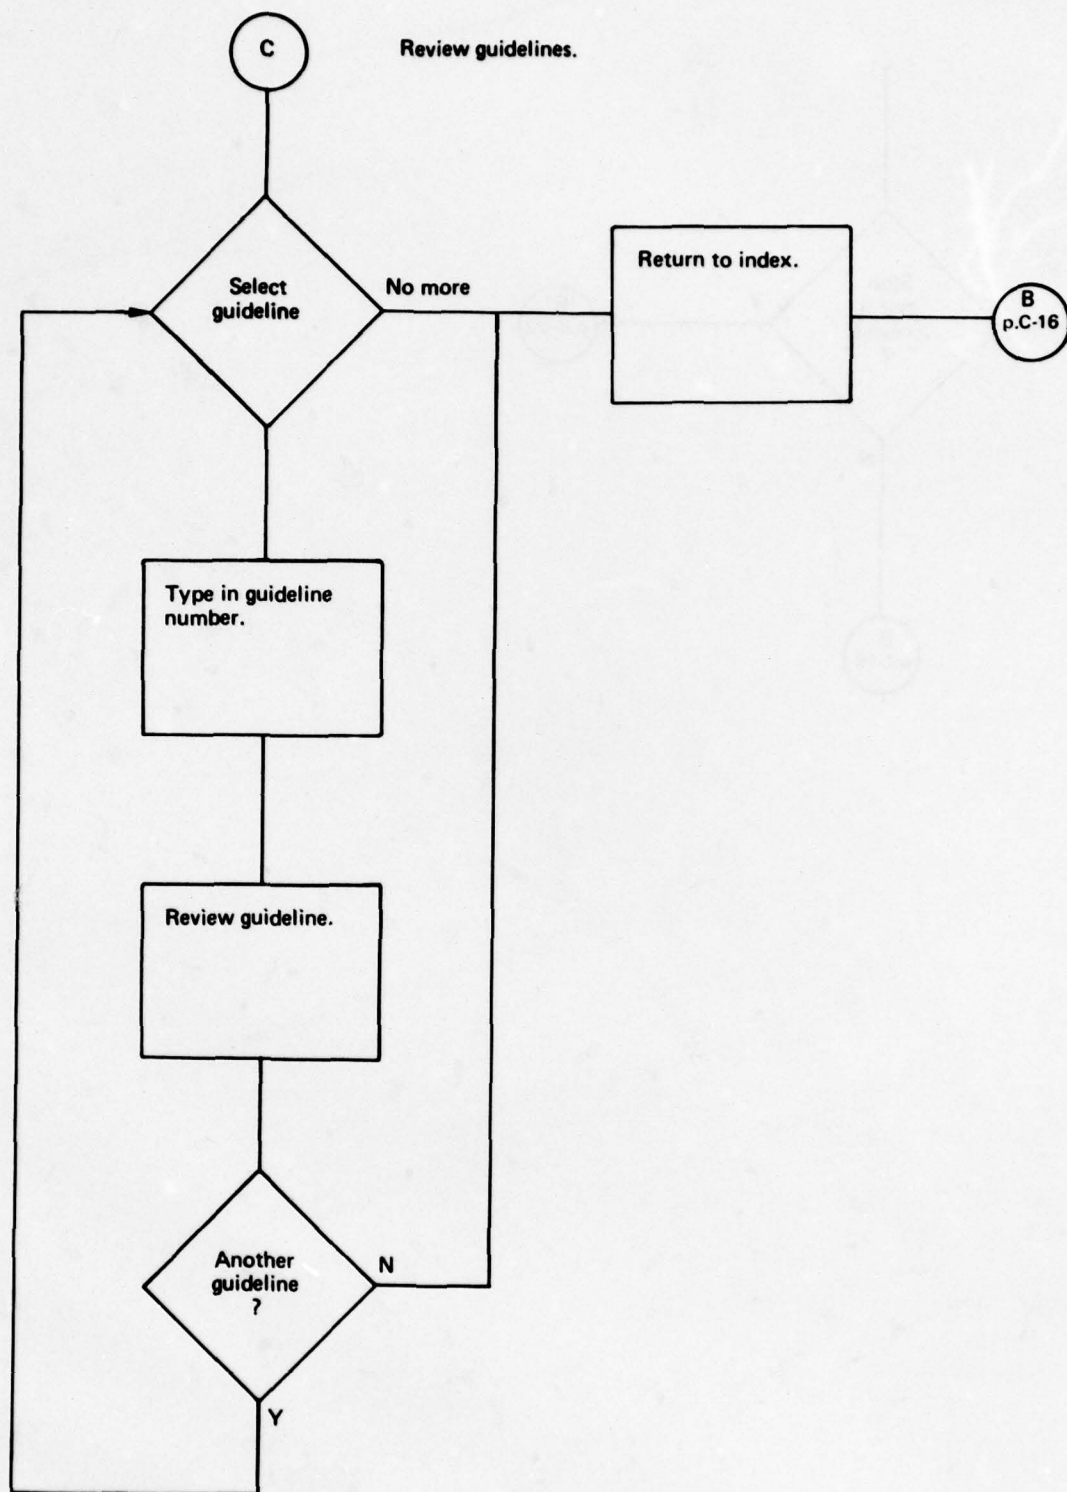 C
Review guidelines.
Select
guideline
No more
Return to index.
B
p.C-16
Type in guideline
number.
Review guideline.
Another
guideline
?
N
Y